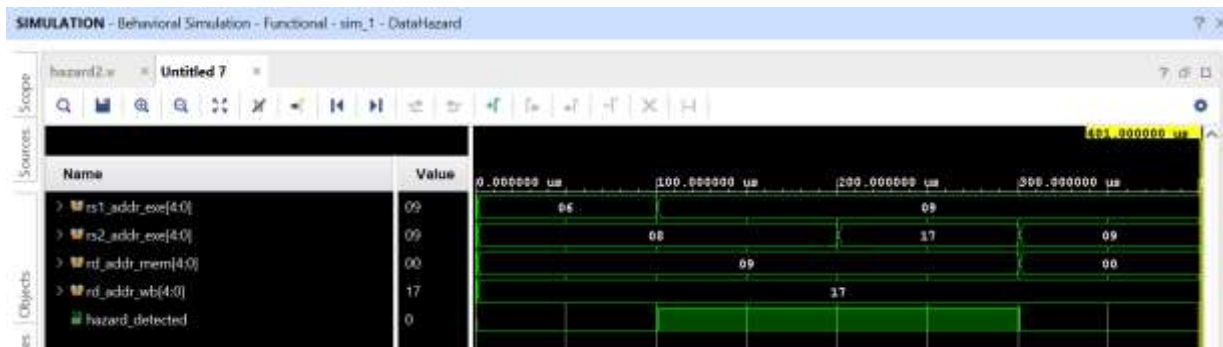 SIMULATION - Behavioral Simulation - Functional - sim_1 - DataHazard
hazard2.v
Untitled 7
Scope
Sources
Objects
401.000000 us
Name Value
0.000000 us 100.000000 us 200.000000 us 300.000000 us
rs1_addr_exe[4:0] 09 06 09
rs2_addr_exe[4:0] 09 08 17 09
rd_addr_mem[4:0] 00 09 00
rd_addr_wb[4:0] 17 17
hazard_detected 0